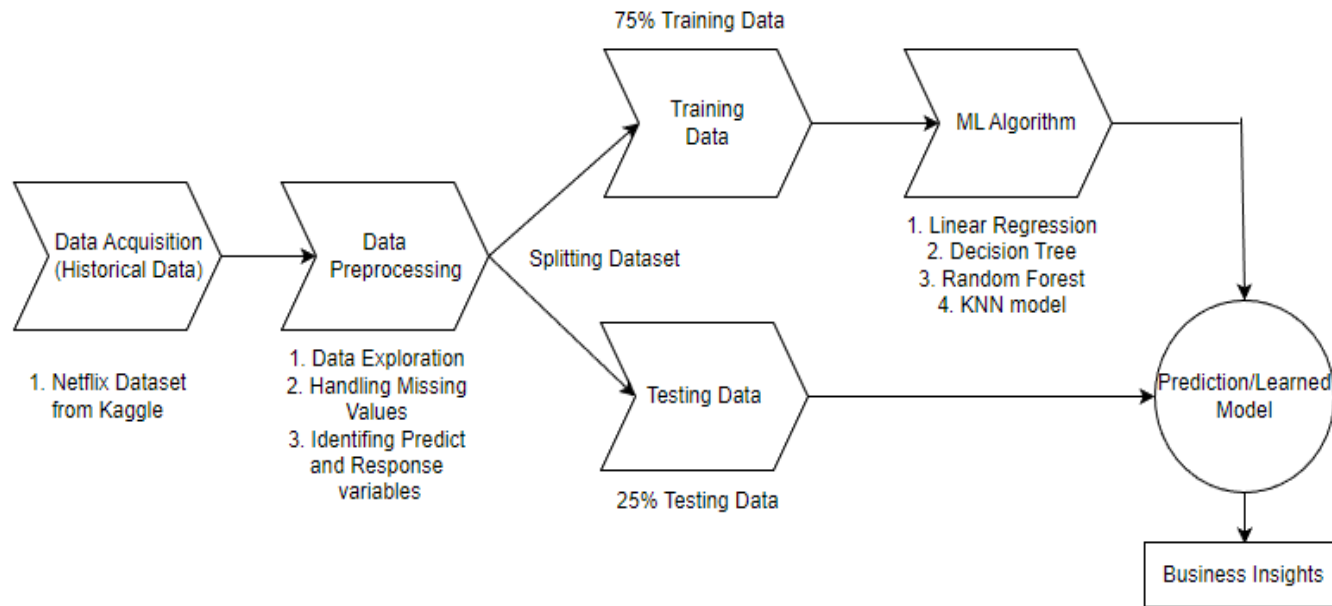 75% Training Data
Training
Data
ML Algorithm
1. Linear Regression
2. Decision Tree
3. Random Forest
4. KNN model
Data Acquisition
(Historical Data)
1. Netflix Dataset
from Kaggle
Data
Preprocessing
1. Data Exploration
2. Handling Missing
Values
3. Identifing Predict
and Response
variables
Splitting Dataset
Testing Data
25% Testing Data
Prediction/Learned
Model
Business Insights